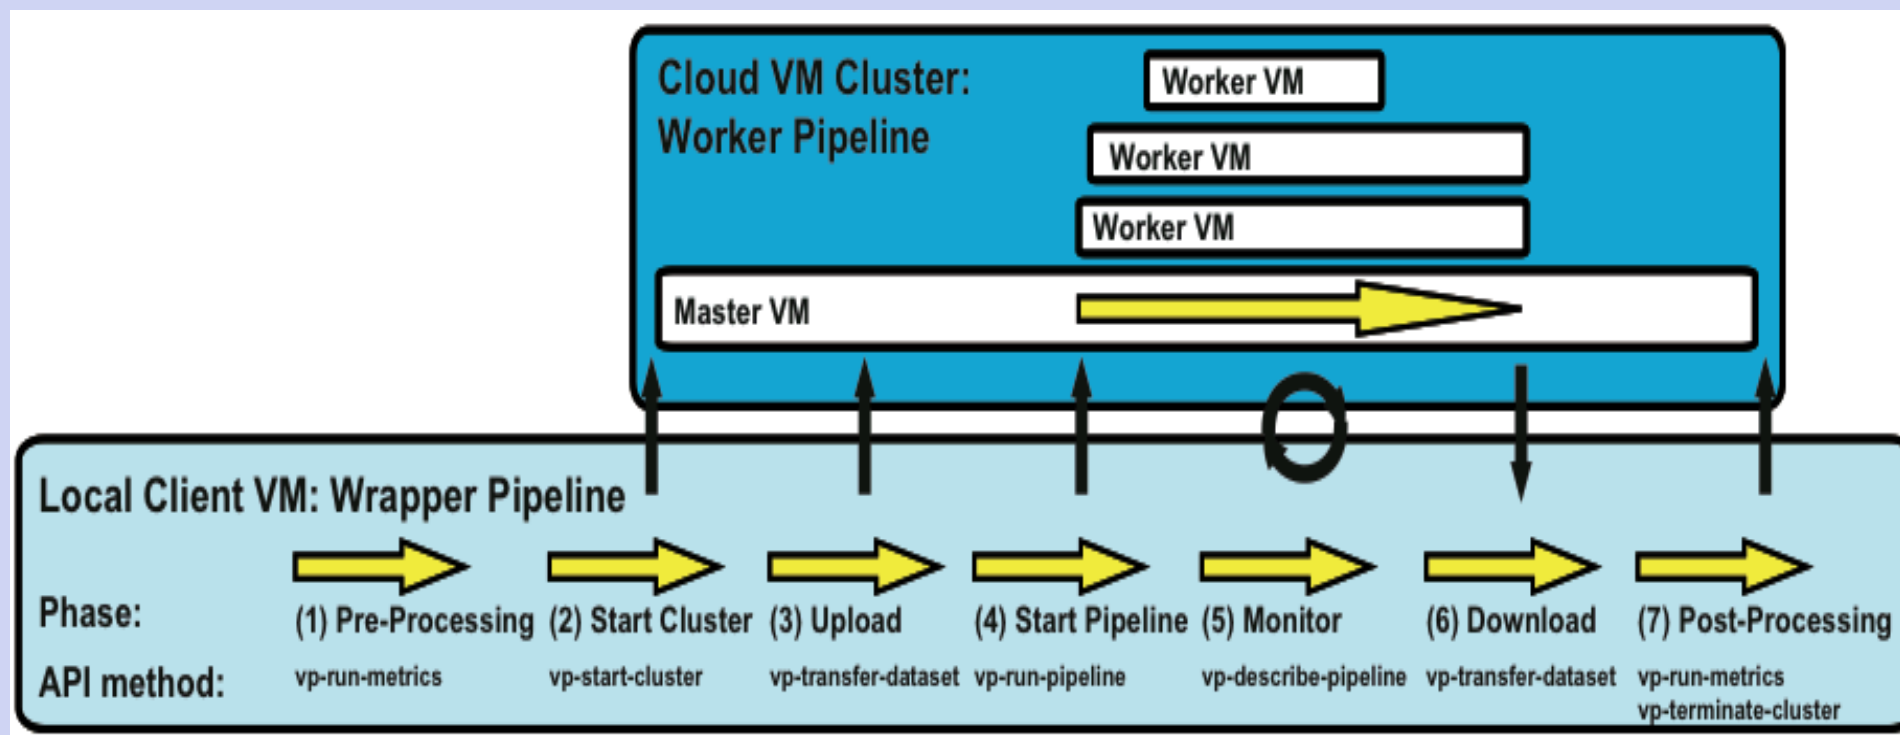 Cloud VM Cluster:
Worker Pipeline
Worker VM
Worker VM
Worker VM
Master VM
Local Client VM: Wrapper Pipeline
Phase:
(1) Pre-Processing
(2) Start Cluster
(3) Upload
(4) Start Pipeline
(5) Monitor
(6) Download
(7) Post-Processing
API method:
vp-run-metrics
vp-start-cluster
vp-transfer-dataset
vp-run-pipeline
vp-describe-pipeline
vp-transfer-dataset
vp-run-metrics
vp-terminate-cluster